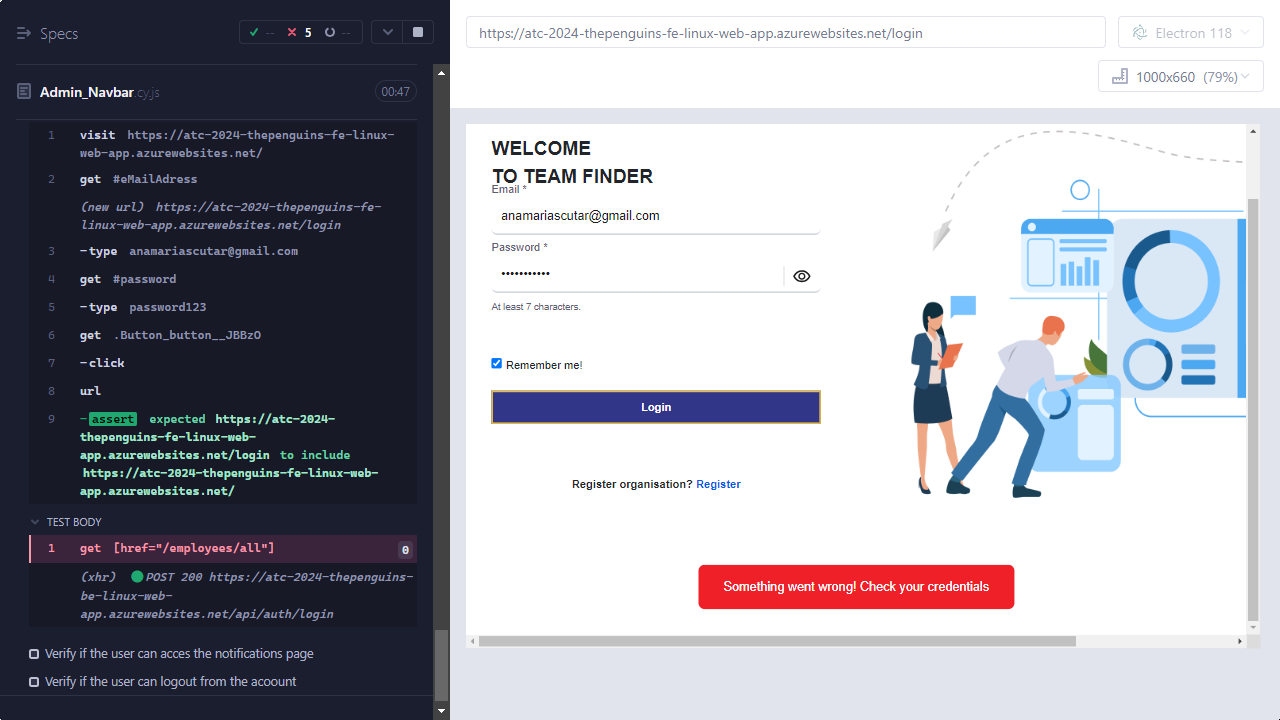 Specs
-- 5 --
Admin_Navbar.cy.js 00:47
1 visit https://atc-2024-thepenguins-fe-linux-
web-app.azurewebsites.net/
2 get #eMailAdress
(new url) https://atc-2024-thepenguins-fe-
linux-web-app.azurewebsites.net/login
3 -type anamariascutar@gmail.com
4 get #password
5 -type password123
6 get .Button_button__JBBzO
7 -click
8 url
9 -assert expected https://atc-2024-
thepenguins-fe-linux-web-
app.azurewebsites.net/login to include
https://atc-2024-thepenguins-fe-linux-web-
app.azurewebsites.net/
TEST BODY
1 get [href="/employees/all"] 0
(xhr) POST 200 https://atc-2024-thepenguins-
be-linux-web-
app.azurewebsites.net/api/auth/login
Verify if the user can acces the notifications page
Verify if the user can logout from the acoount
https://atc-2024-thepenguins-fe-linux-web-app.azurewebsites.net/login
Electron 118
1000x660 (79%)
WELCOME
TO TEAM FINDER
Email *
anamariascutar@gmail.com
Password *
•••••••••••
At least 7 characters.
Remember me!
Login
Register organisation? Register
Something went wrong! Check your credentials